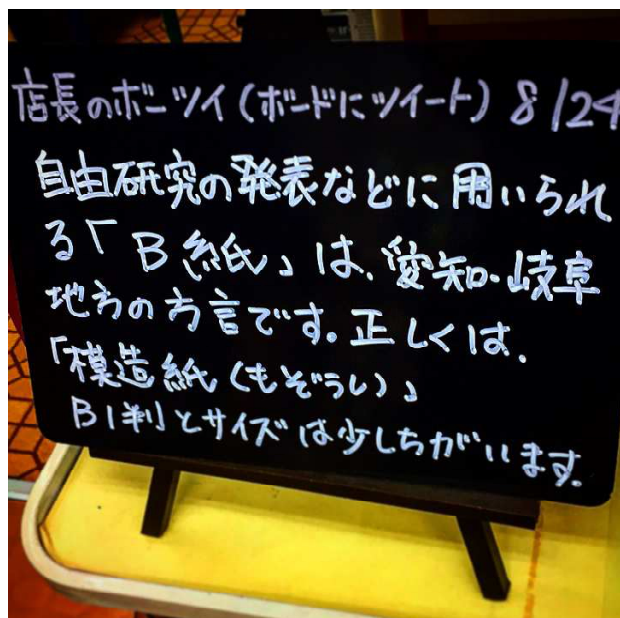 店長のボーツイ(ボードにツイート) 8/24
自由研究の発表などに用いられ
る「B紙」は、愛知・岐阜
地方の方言です。正しくは、
「模造紙(もぞうし)」
B1判とサイズは少しちがいます。